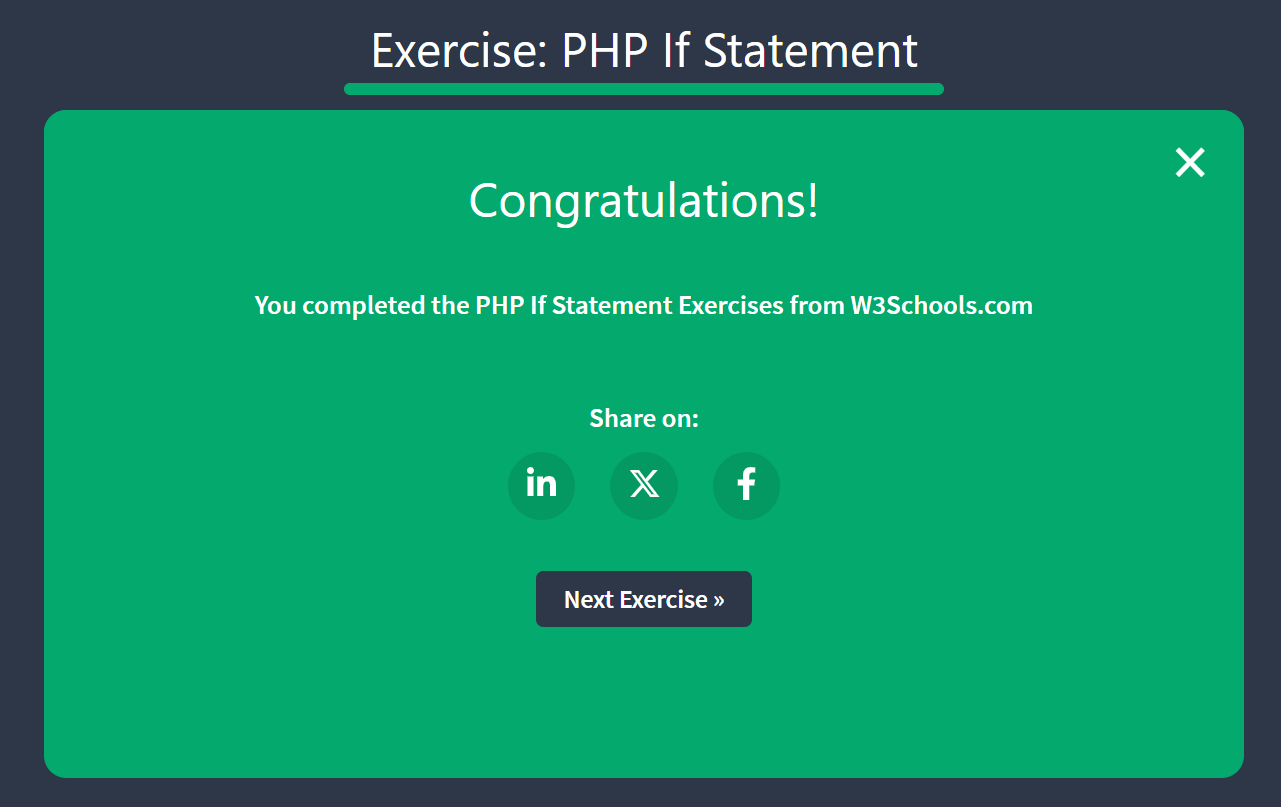 Exercise: PHP If Statement
Congratulations!
You completed the PHP If Statement Exercises from W3Schools.com
Share on:
Next Exercise »